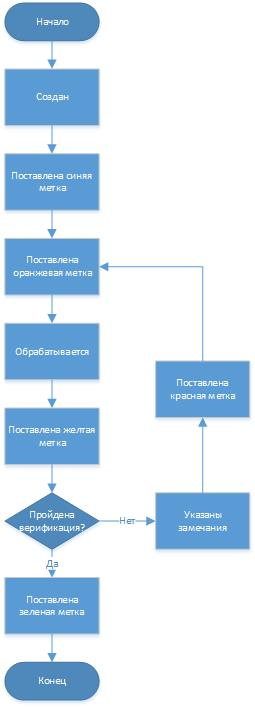 Начало
Создан
Поставлена синяя
метка
Поставлена
оранжевая метка
Обрабатывается
Поставлена
красная метка
Поставлена желтая
метка
Пройдена
верификация?
Нет
Указаны
замечания
Да
Поставлена
зеленая метка
Конец